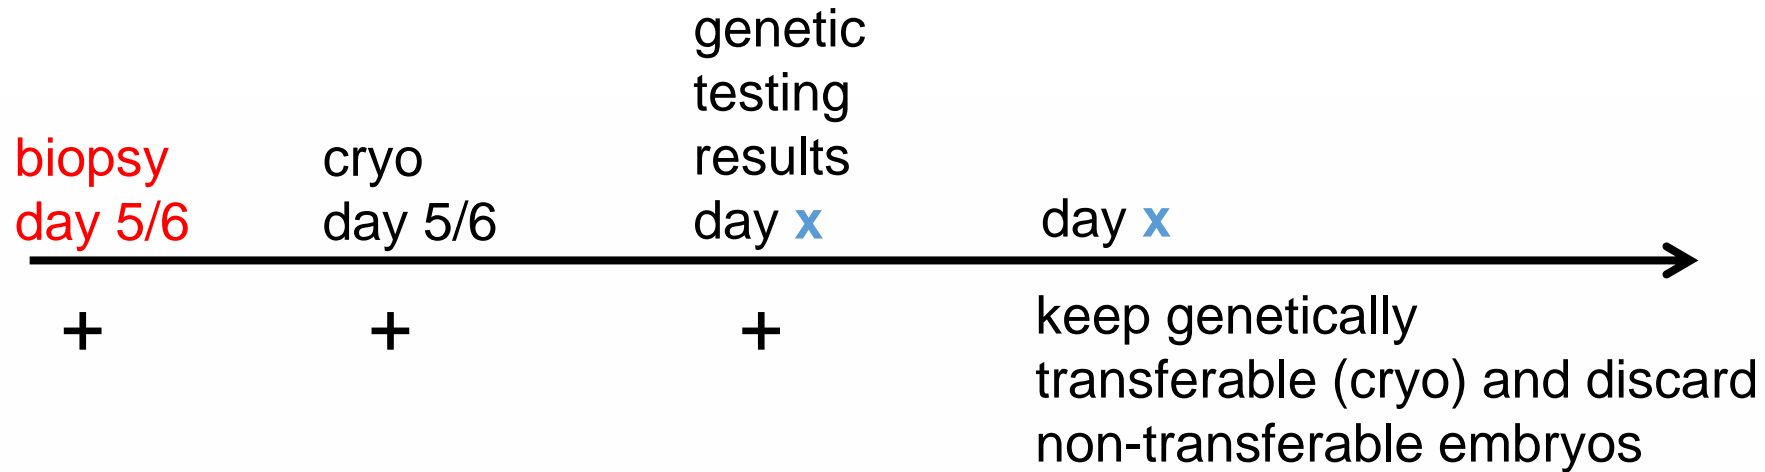 biopsy
day 5/6
cryo
day 5/6
genetic
testing
results
day x
day x
+
+
+
keep genetically
transferable (cryo) and discard
non-transferable embryos